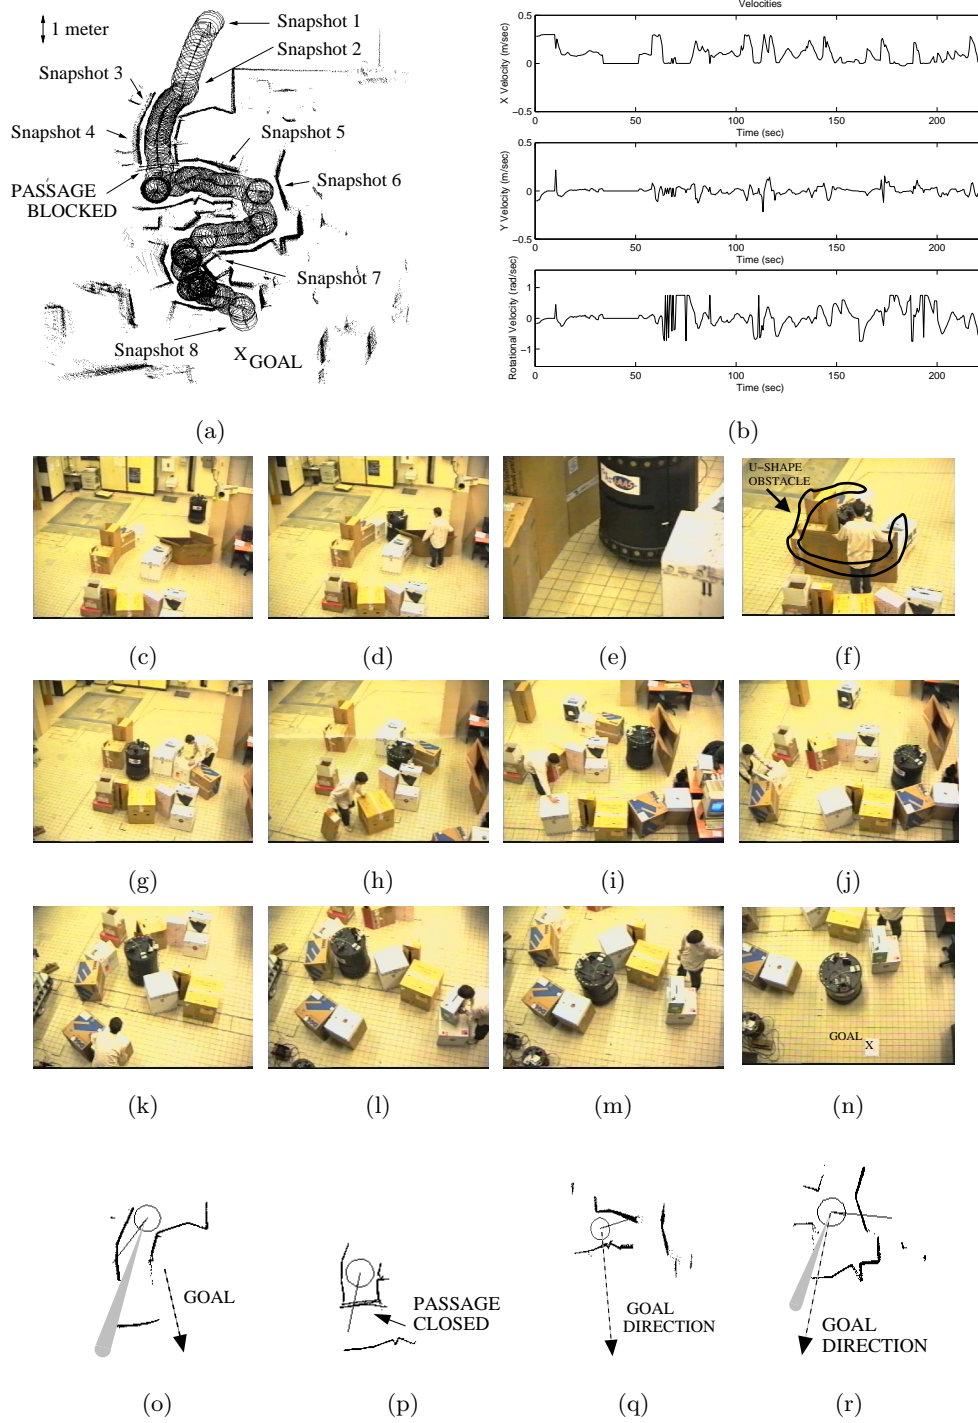 1 meter
Snapshot 1
Snapshot 2
Snapshot 3
Snapshot 4
Snapshot 5
PASSAGE
BLOCKED
Snapshot 6
Snapshot 7
Snapshot 8
X GOAL
(a)
Velocities
X Velocity (m/sec)
0.5
0
−0.5
0 50 100 150 200
Time (sec)
Y Velocity (m/sec)
0.5
0
−0.5
0 50 100 150 200
Time (sec)
Rotational Velocity (rad/sec)
1
0
−1
0 50 100 150 200
Time (sec)
(b)
U−SHAPE
OBSTACLE
(c) (d) (e) (f)
(g) (h) (i) (j)
GOAL
X
(k) (l) (m) (n)
GOAL
PASSAGE
CLOSED
GOAL
DIRECTION
GOAL
DIRECTION
(o) (p) (q) (r)